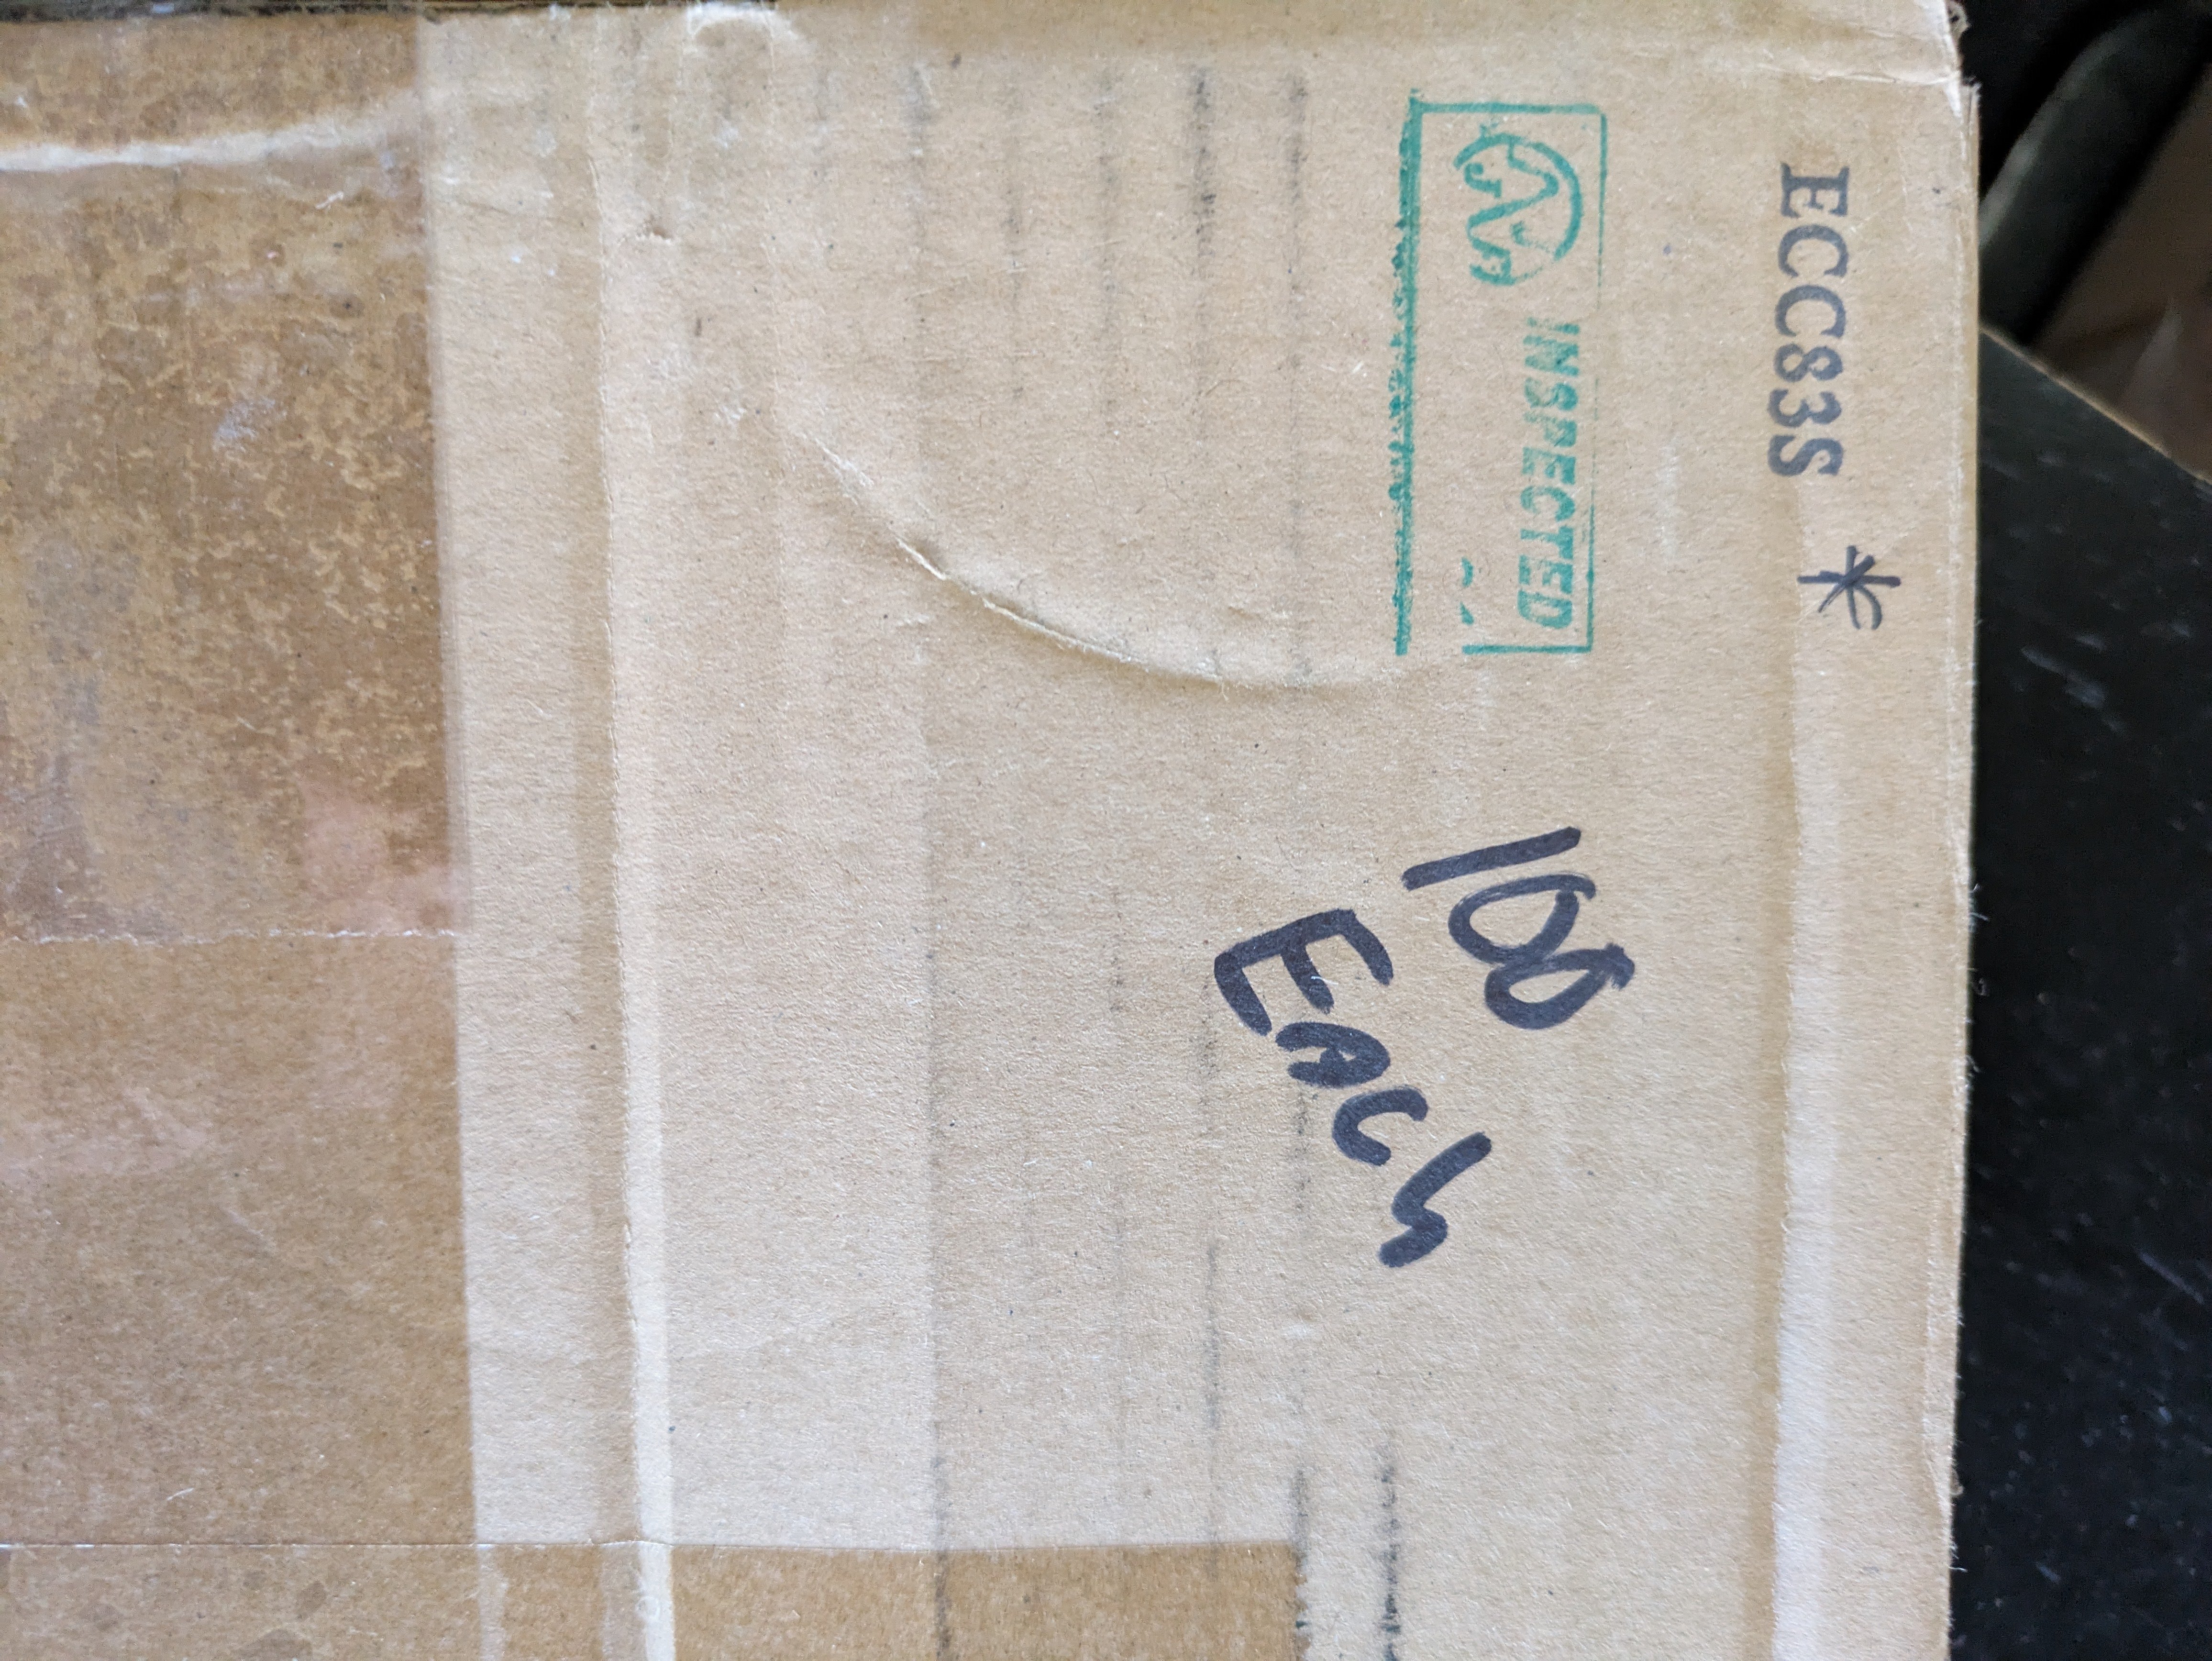 ECC83S *
INSPECTED
100
EACH